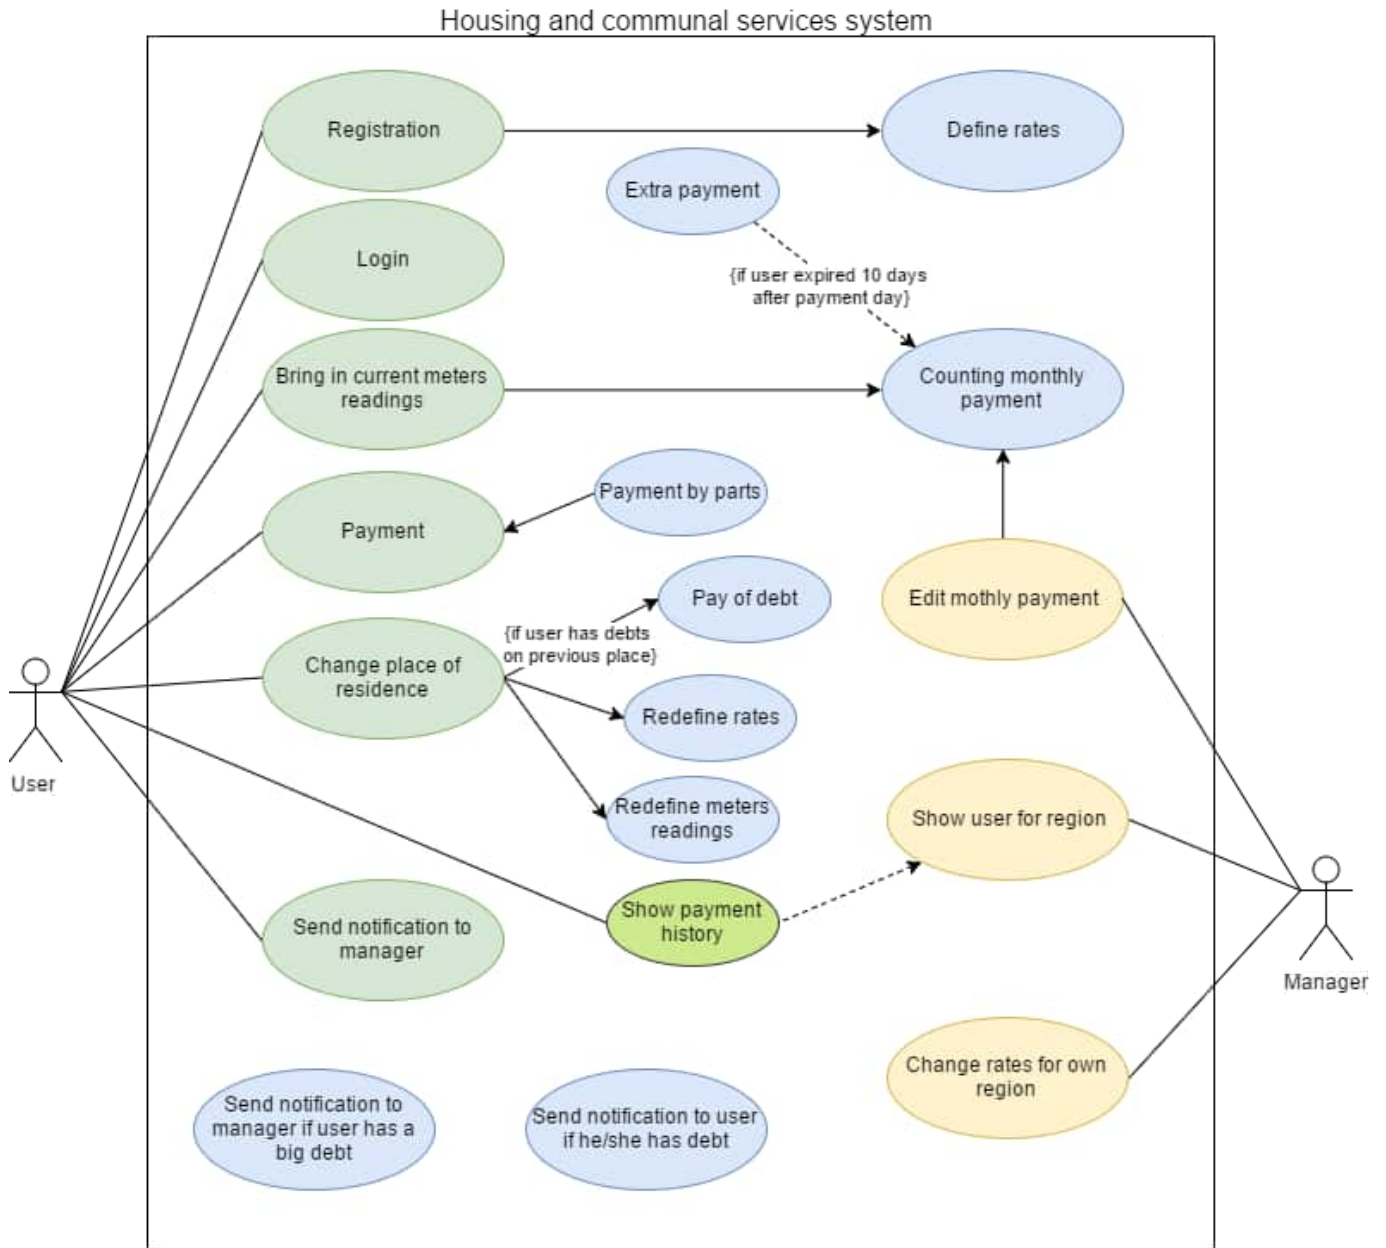 Housing and communal services system
Registration
Define rates
Extra payment
Login
{if user expired 10 days
after payment day}
Bring in current meters
readings
Counting monthly
payment
Payment by parts
Payment
Pay of debt
Edit mothly payment
{if user has debts
on previous place}
Change place of
residence
Redefine rates
User
Redefine meters
readings
Show user for region
Show payment
history
Send notification to
manager
Manager
Change rates for own
region
Send notification to
manager if user has a
big debt
Send notification to user
if he/she has debt